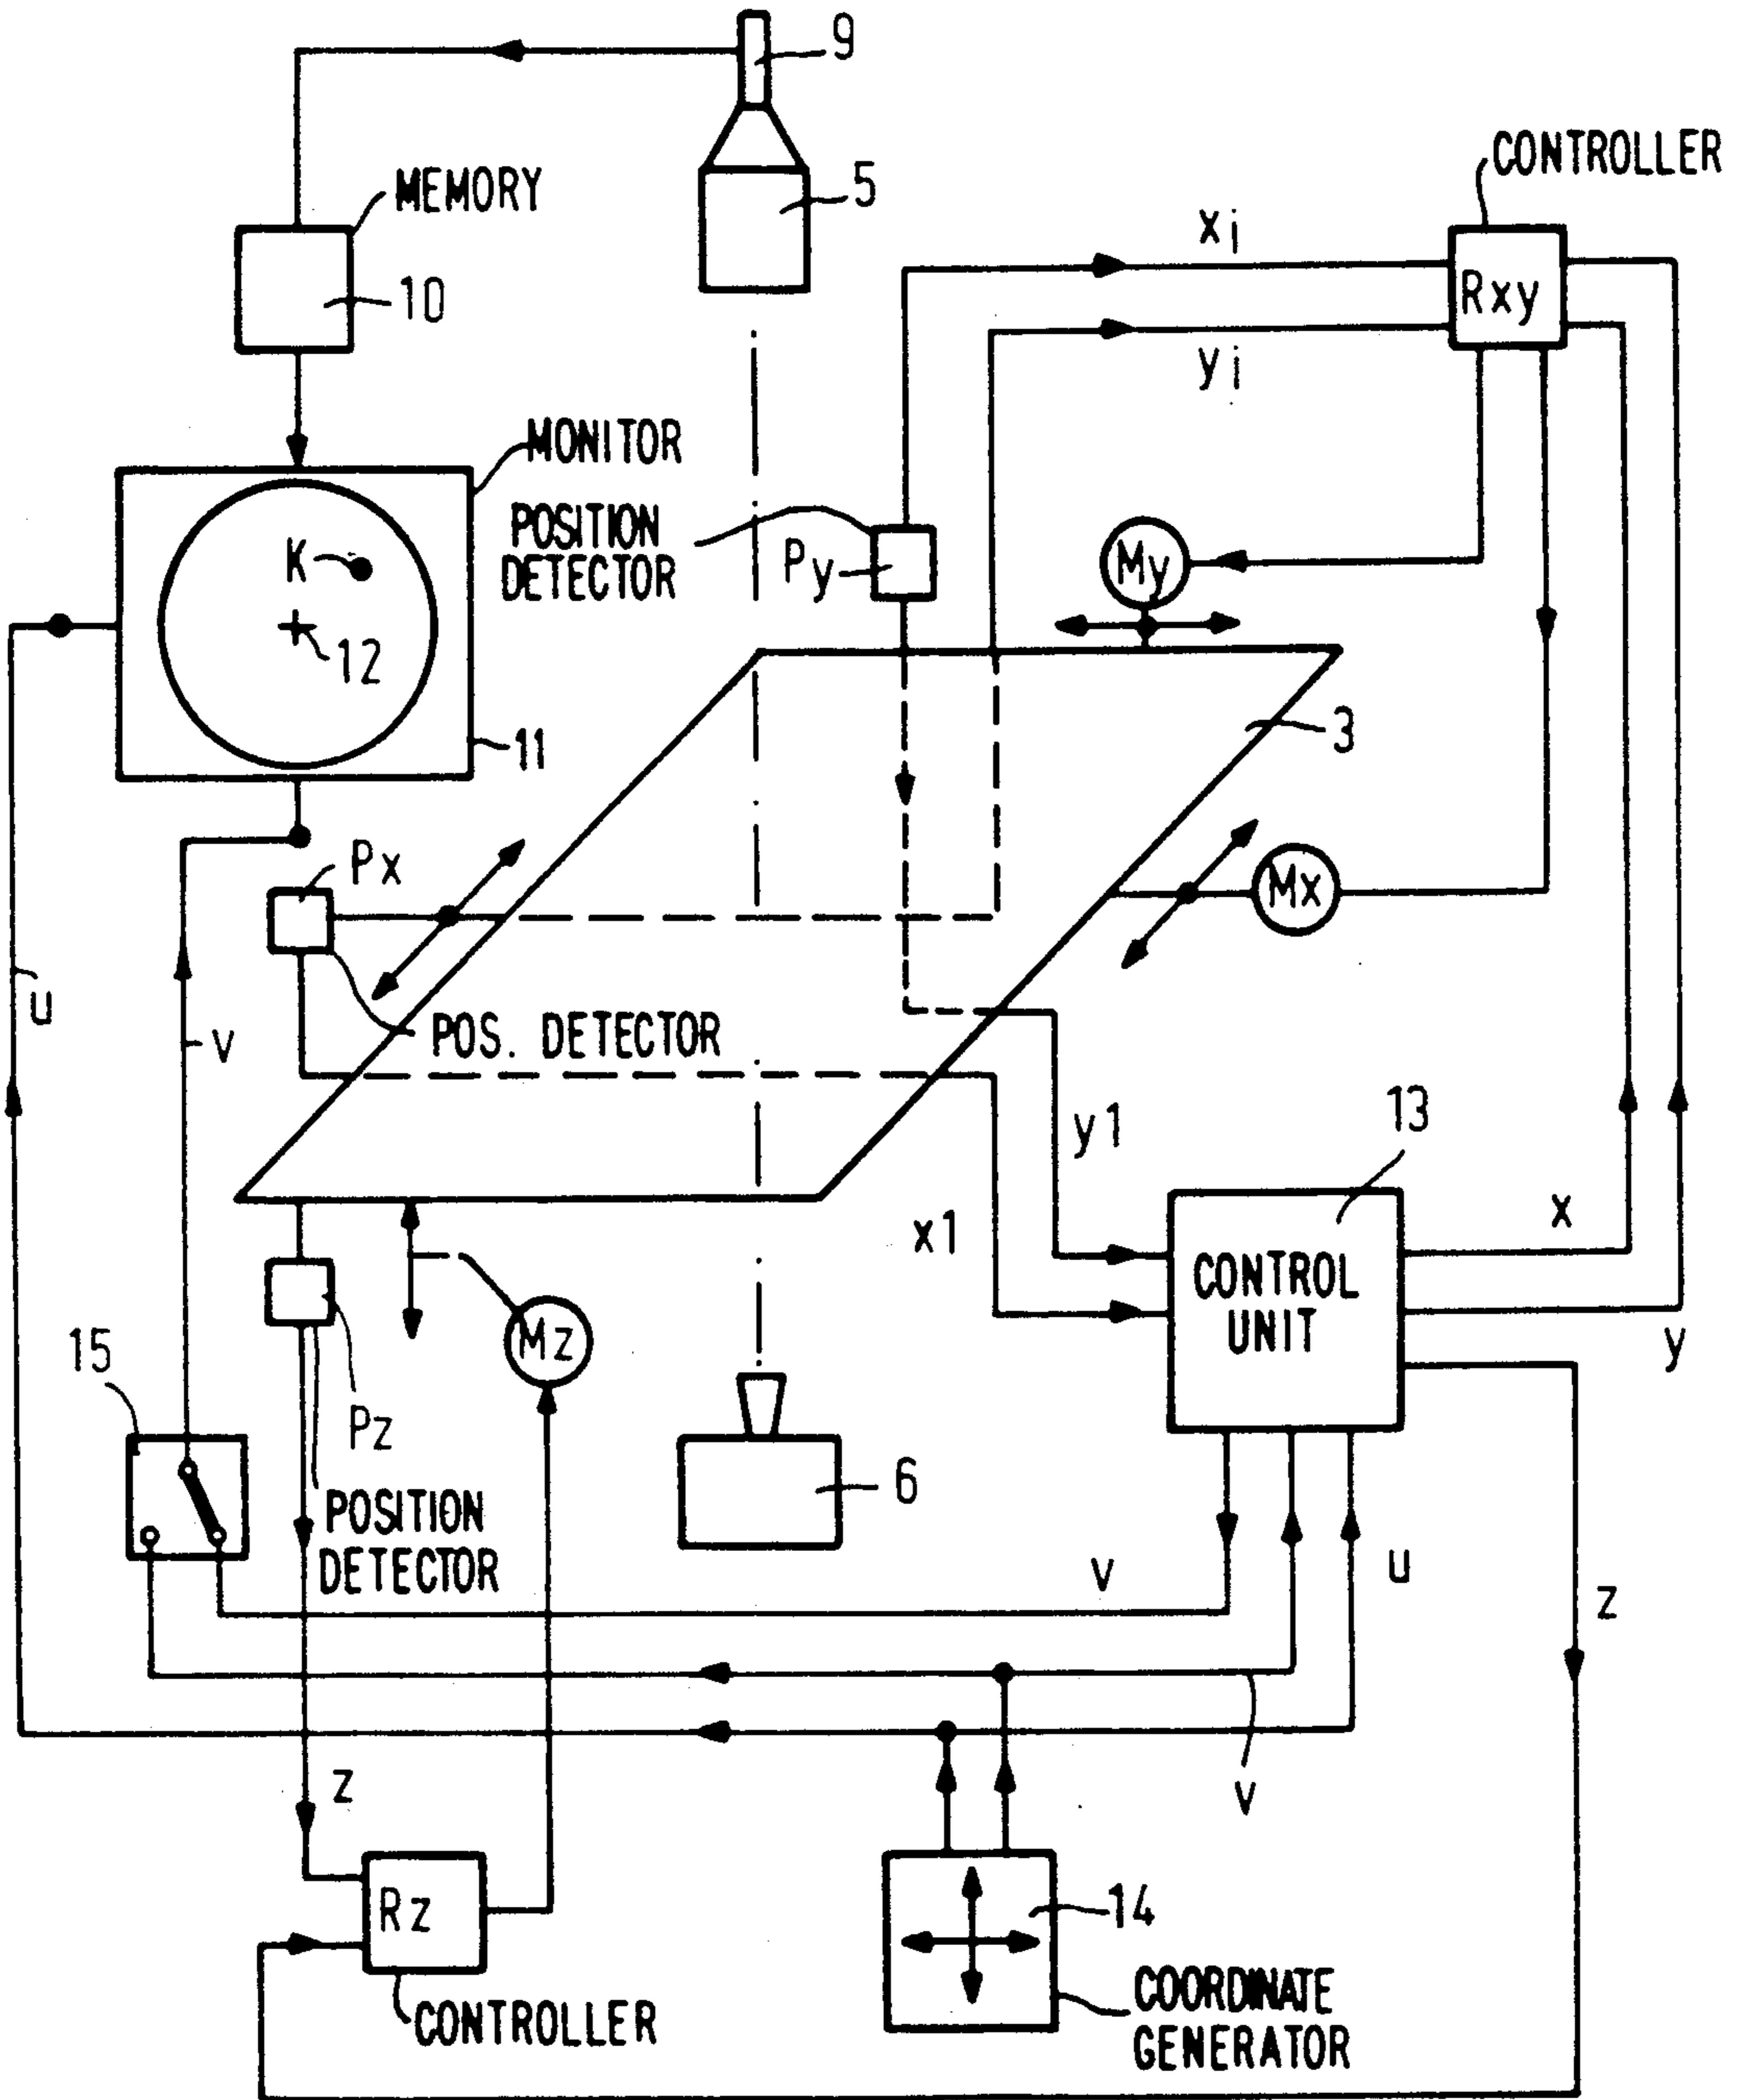 9
CONTROLLER
MEMORY
5
xi
10
Rxy
yi
MONITOR
POSITION
DETECTOR
K
Py
My
12
3
11
Px
Mx
u
v
POS. DETECTOR
13
y1
x1
x
CONTROL
UNIT
15
Mz
y
Pz
6
POSITION
DETECTOR
v
u
z
z
v
Rz
14
CONTROLLER
COORDINATE
GENERATOR